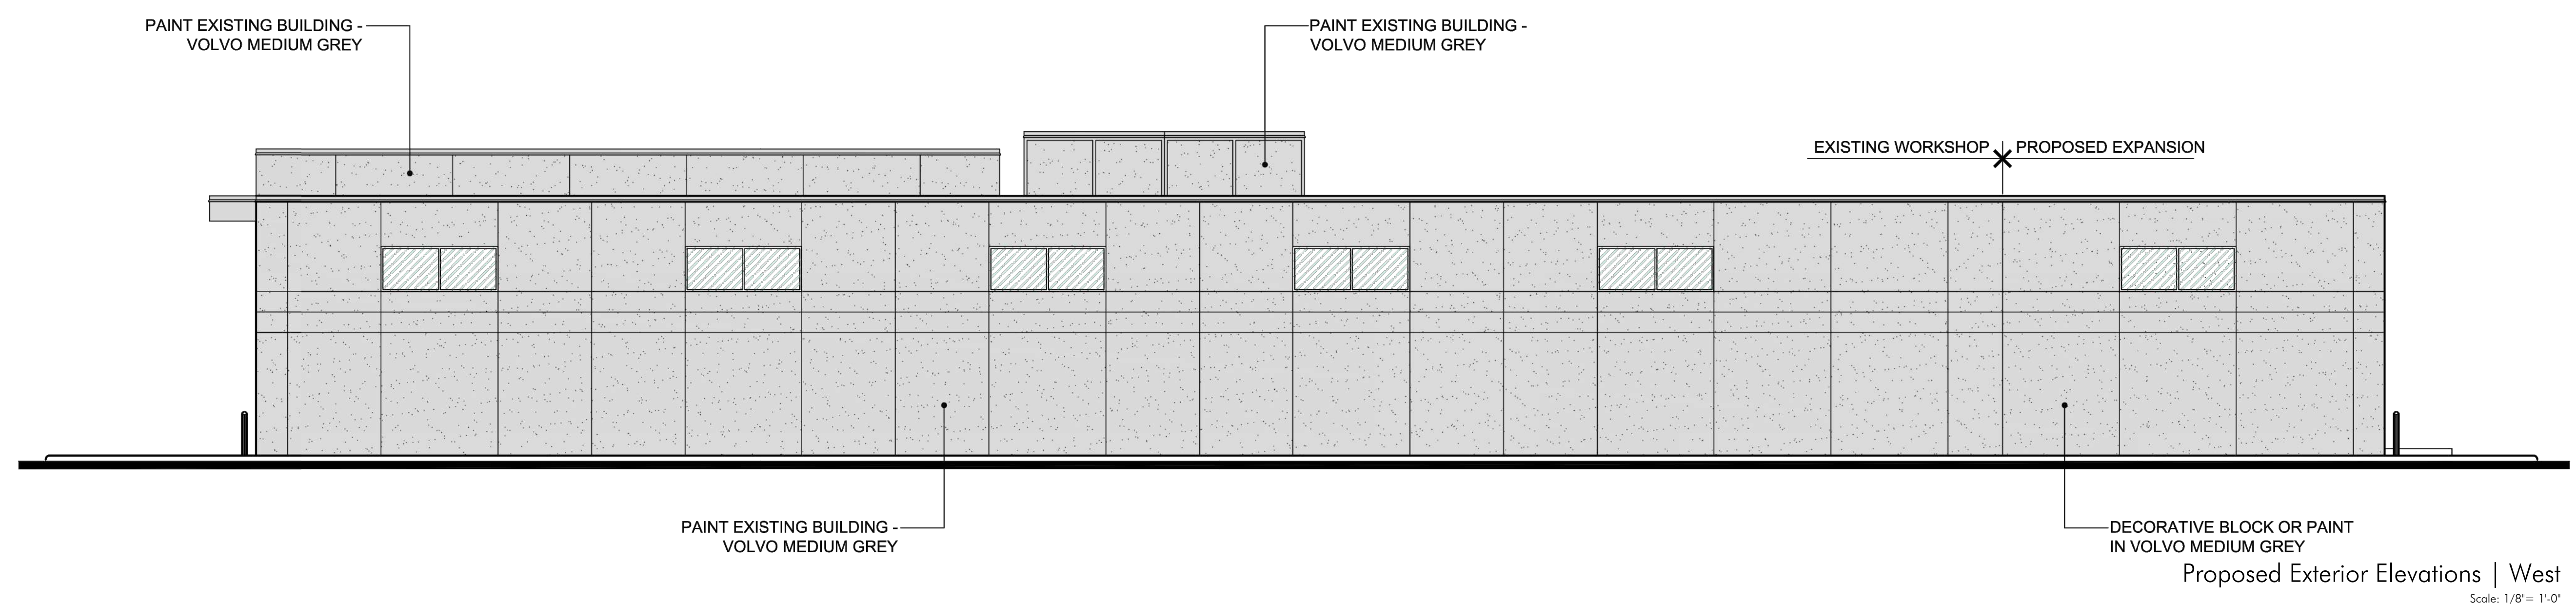 PAINT EXISTING BUILDING -
VOLVO MEDIUM GREY
PAINT EXISTING BUILDING -
VOLVO MEDIUM GREY
EXISTING WORKSHOP
PROPOSED EXPANSION
PAINT EXISTING BUILDING -
VOLVO MEDIUM GREY
DECORATIVE BLOCK OR PAINT
IN VOLVO MEDIUM GREY
Proposed Exterior Elevations | West
Scale: 1/8"= 1'-0"